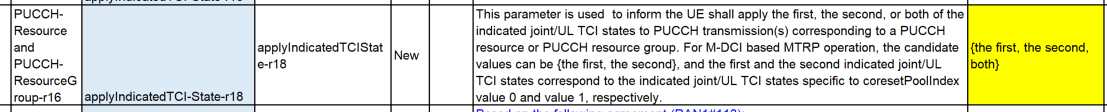 applyIndicatedTCI-State-r18
PUCCH-
Resource
and
PUCCH-
ResourceG
roup-r16
applyIndicatedTCI-State-r18
applyIndicatedTCIStat
e-r18
New
This parameter is used to inform the UE shall apply the first, the second, or both of the
indicated joint/UL TCI states to PUCCH transmission(s) corresponding to a PUCCH
resource or PUCCH resource group. For M-DCI based MTRP operation, the candidate
values can be {the first, the second}, and the first and the
second indicated joint/UL
TCI states correspond to the indicated joint/UL TCI states specific to coresetPoolIndex
value 0 and value 1, respectively.
{the first, the second,
both}